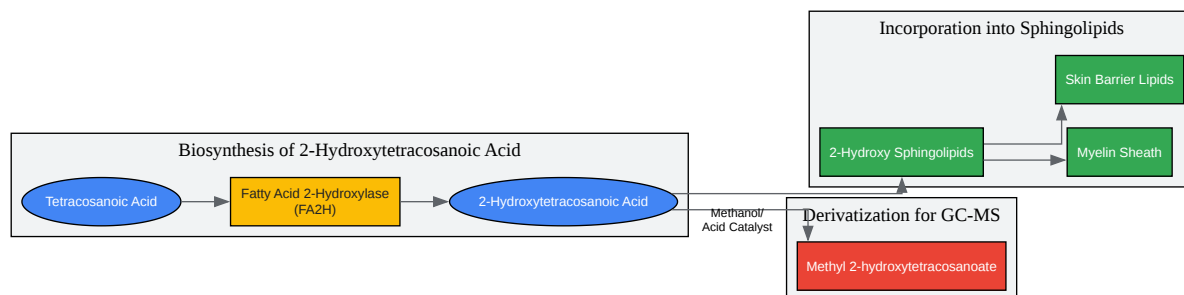 Incorporation into Sphingolipids
Skin Barrier Lipids
2-Hydroxy Sphingolipids
Myelin Sheath
Biosynthesis of 2-Hydroxytetracosanoic Acid
Tetracosanoic Acid
Fatty Acid 2-Hydroxylase
(FA2H)
2-Hydroxytetracosanoic Acid
Methanol/
Acid Catalyst
Derivatization for GC-MS
Methyl 2-hydroxytetracosanoate